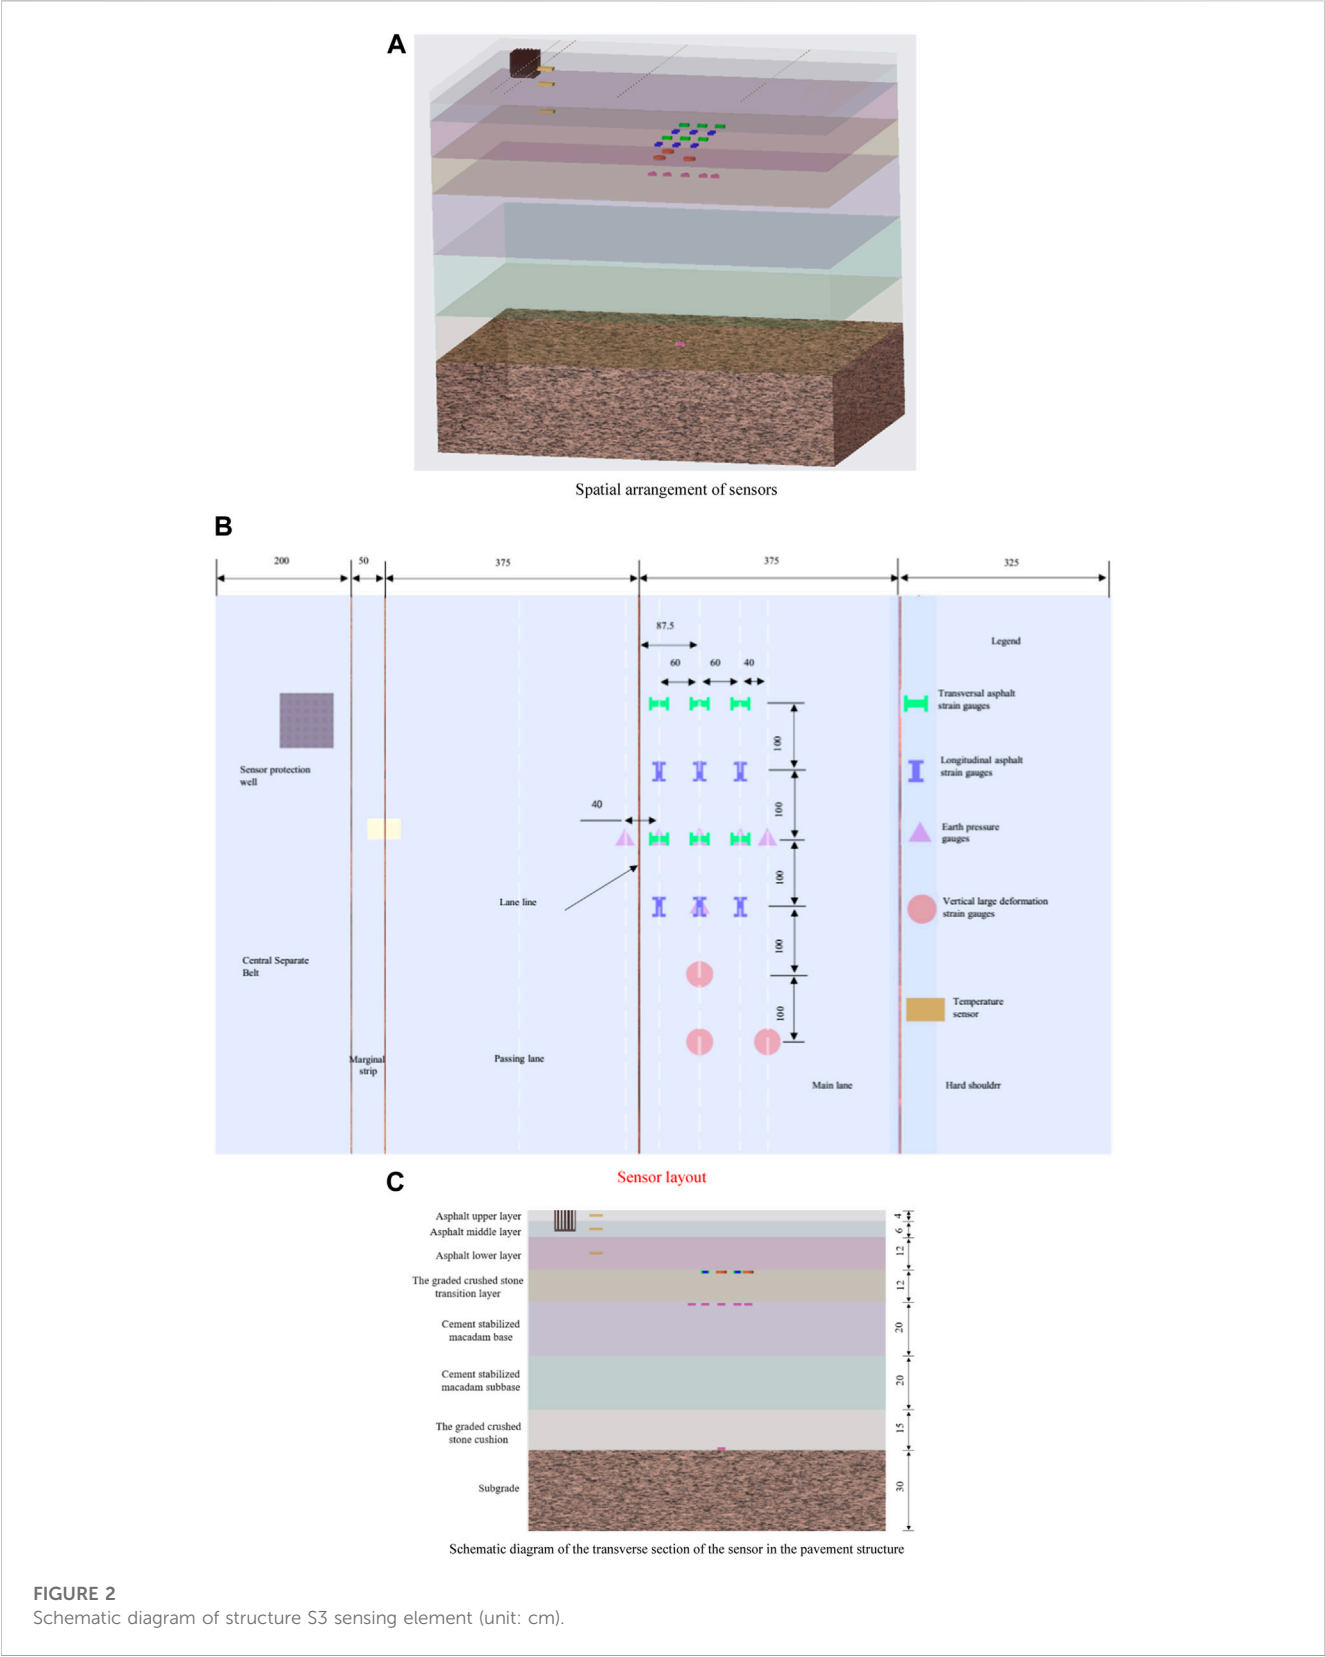 A
Spatial arrangement of sensors
B
200
50
375
375
325
87.5
60
60
40
Legend
Transversal asphalt
strain gauges
100
Sensor protection
well
Longitudinal asphalt
strain gauges
100
40
Earth pressure
gauges
100
Lane line
Vertical large deformation
strain gauges
100
Central Separate
Belt
Temperature
sensor
100
Marginal
strip
Passing lane
Main lane
Hard shouldrr
Sensor layout
C
Asphalt upper layer
4
Asphalt middle layer
6
Asphalt lower layer
12
The graded crushed stone
transition layer
12
Cement stabilized
macadam base
20
Cement stabilized
macadam subbase
20
The graded crushed
stone cushion
15
Subgrade
30
Schematic diagram of the transverse section of the sensor in the pavement structure
FIGURE 2
Schematic diagram of structure S3 sensing element (unit: cm).